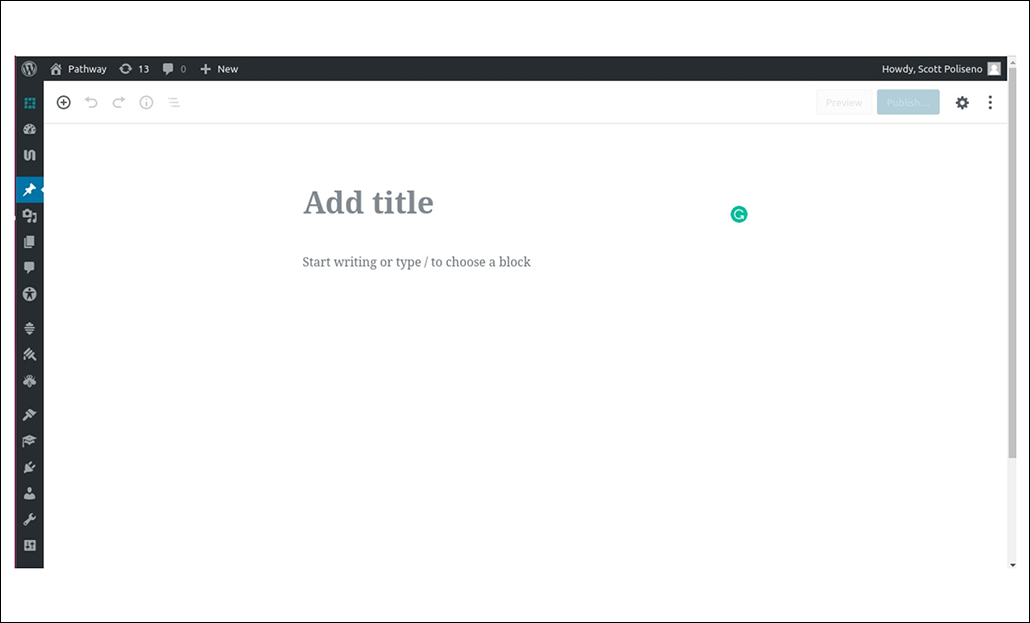 Pathway 13 0 New Howdy, Scott Poliseno
Preview Publish...
Add title
Start writing or type / to choose a block